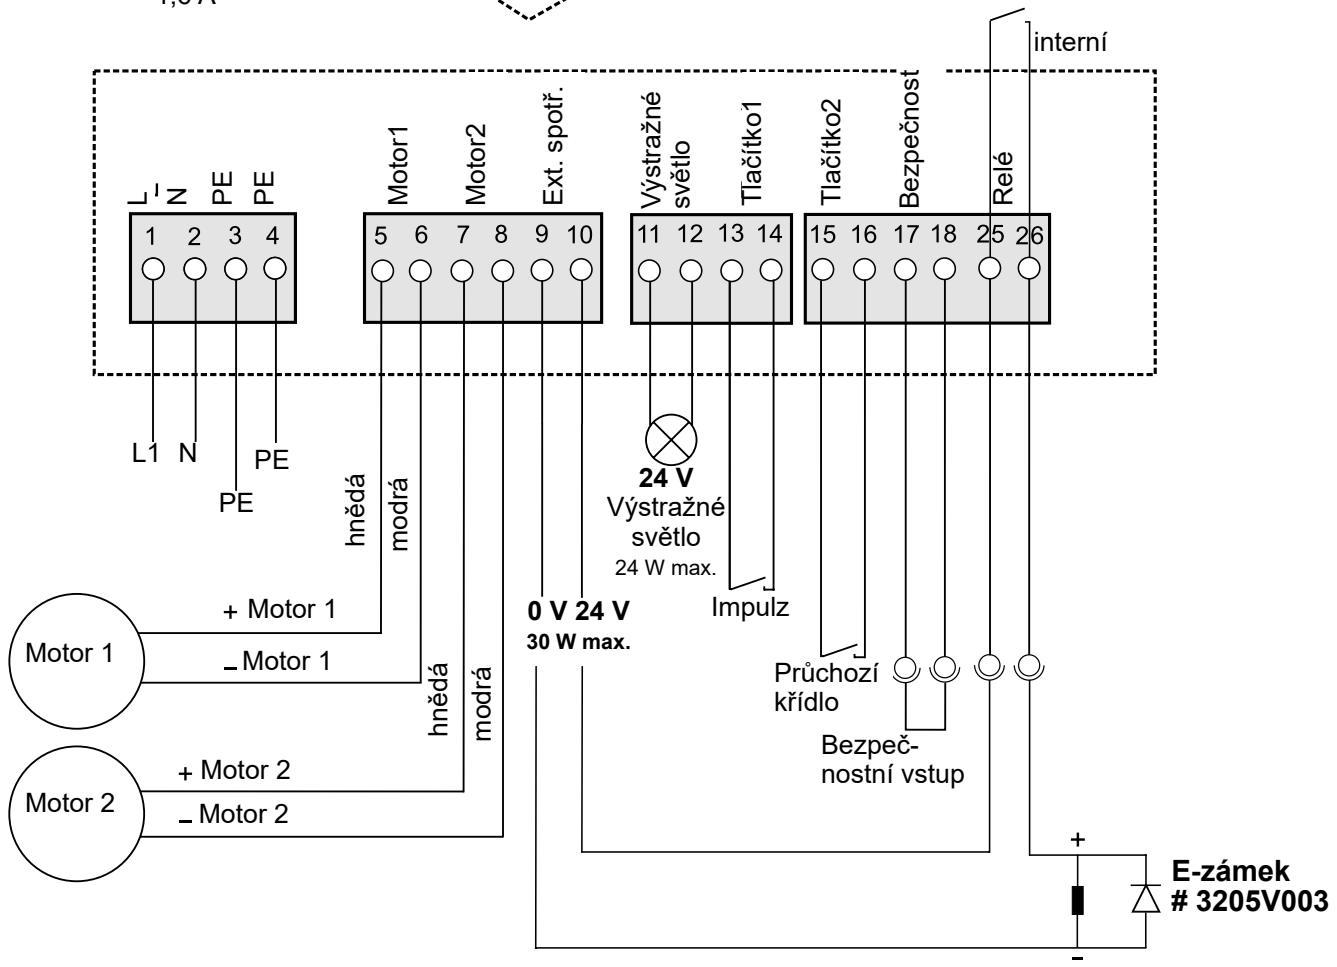 1,6 A
interní
L
N
PE
PE
Motor1
Motor2
Ext. spotř.
Výstražné
světlo
Tlačítko1
Tlačítko2
Bezpečnost
Relé
1 2 3 4
5 6 7 8 9 10
11 12 13 14
15 16 17 18 25 26
L1 N
PE
PE
hnědá
modrá
24 V
Výstražné
světlo
24 W max.
Impulz
0 V 24 V
30 W max.
Motor 1
+ Motor 1
– Motor 1
hnědá
modrá
Průchozí
křídlo
Bezpeč-
nostní vstup
Motor 2
+ Motor 2
– Motor 2
+
E-zámek
# 3205V003
–